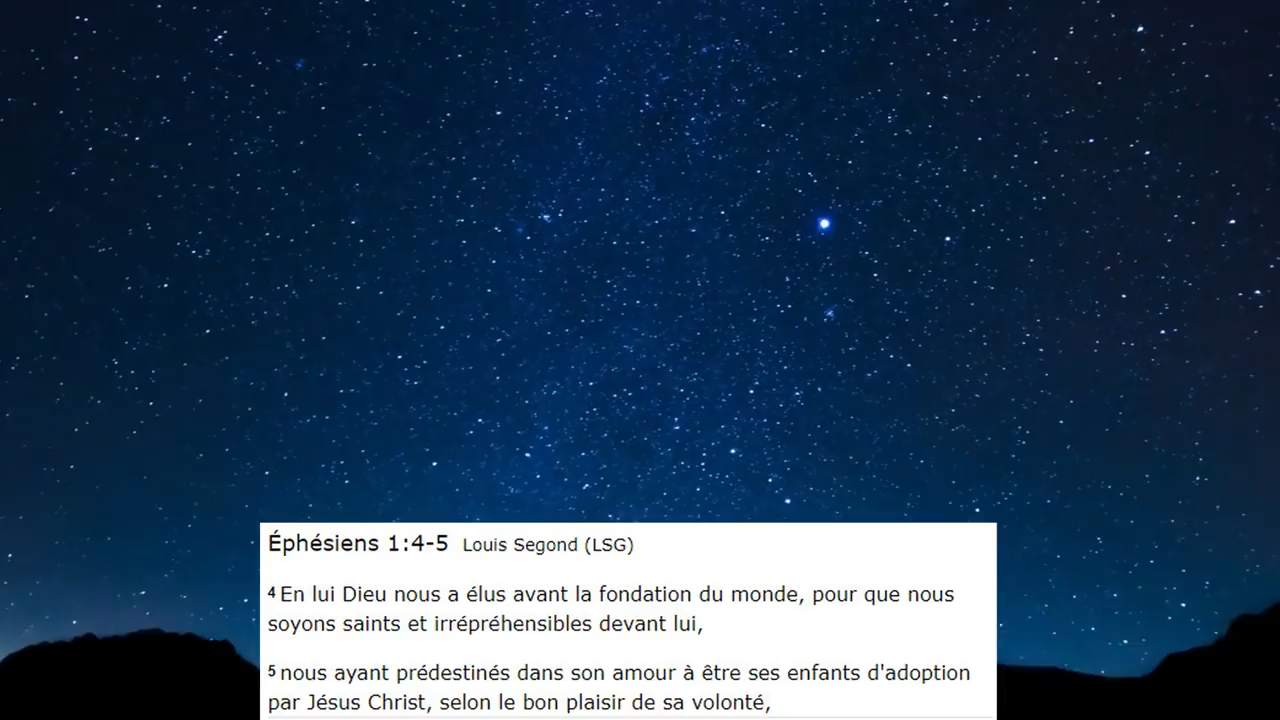 Éphésiens 1:4-5 Louis Segond (LSG)
4 En lui Dieu nous a élus avant la fondation du monde, pour que nous
soyons saints et irrépréhensibles devant lui,
5 nous ayant prédestinés dans son amour à être ses enfants d'adoption
par Jésus Christ, selon le bon plaisir de sa volonté,